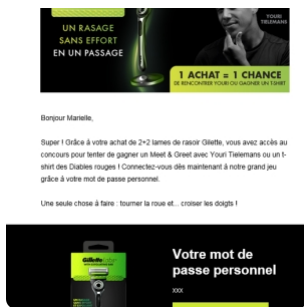 YOURI
TIELEMANS
UN RASAGE
SANS EFFORT
EN UN PASSAGE
1 ACHAT = 1 CHANCE
DE RENCONTRER YOURI OU GAGNER UN T-SHIRT
Bonjour Marielle,
Super ! Grâce à votre achat de 2+2 lames de rasoir Gilette, vous avez accès au
concours pour tenter de gagner un Meet & Greet avec Youri Tielemans ou un t-
shirt des Diables rouges ! Connectez-vous dès maintenant à notre grand jeu
grâce à votre mot de passe personnel.
Une seule chose à faire : tourner la roue et... croiser les doigts !
Votre mot de
passe personnel
xxx
Gillette